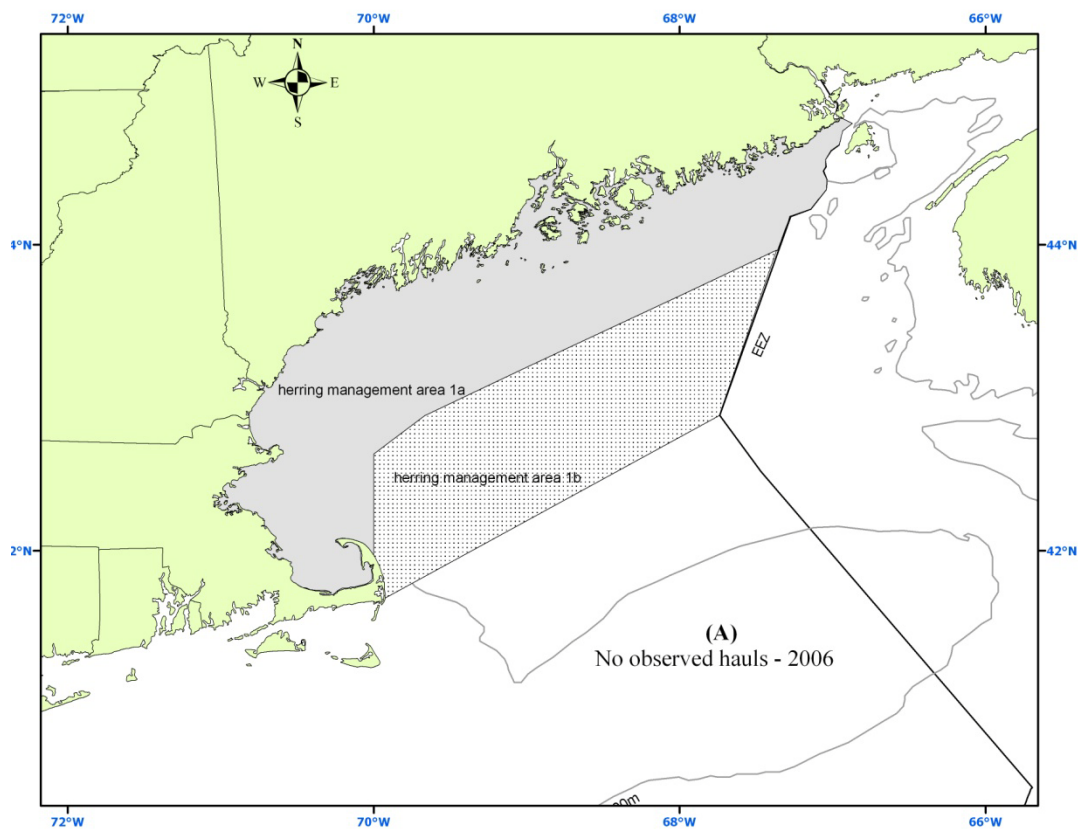 72°W 70°W 68°W 66°W
N
W E
S
4°N 44°N
EEZ
herring management area 1a
herring management area 1b
2°N 42°N
(A)
No observed hauls - 2006
72°W 70°W 68°W 66°W